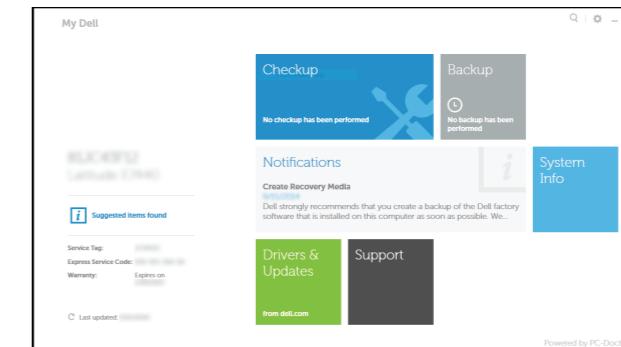 My Dell
Checkup
No checkup has been performed
Backup
No backup has been
performed
Notifications
Create Recovery Media
Dell strongly recommends that you create a backup of the Dell factory
software that is installed on this computer as soon as possible. We...
System
Info
Suggested items found
Service Tag:
Express Service Code:
Warranty:
Expires on
Last updated:
Drivers &
Updates
from dell.com
Support
Powered by PC-Doct